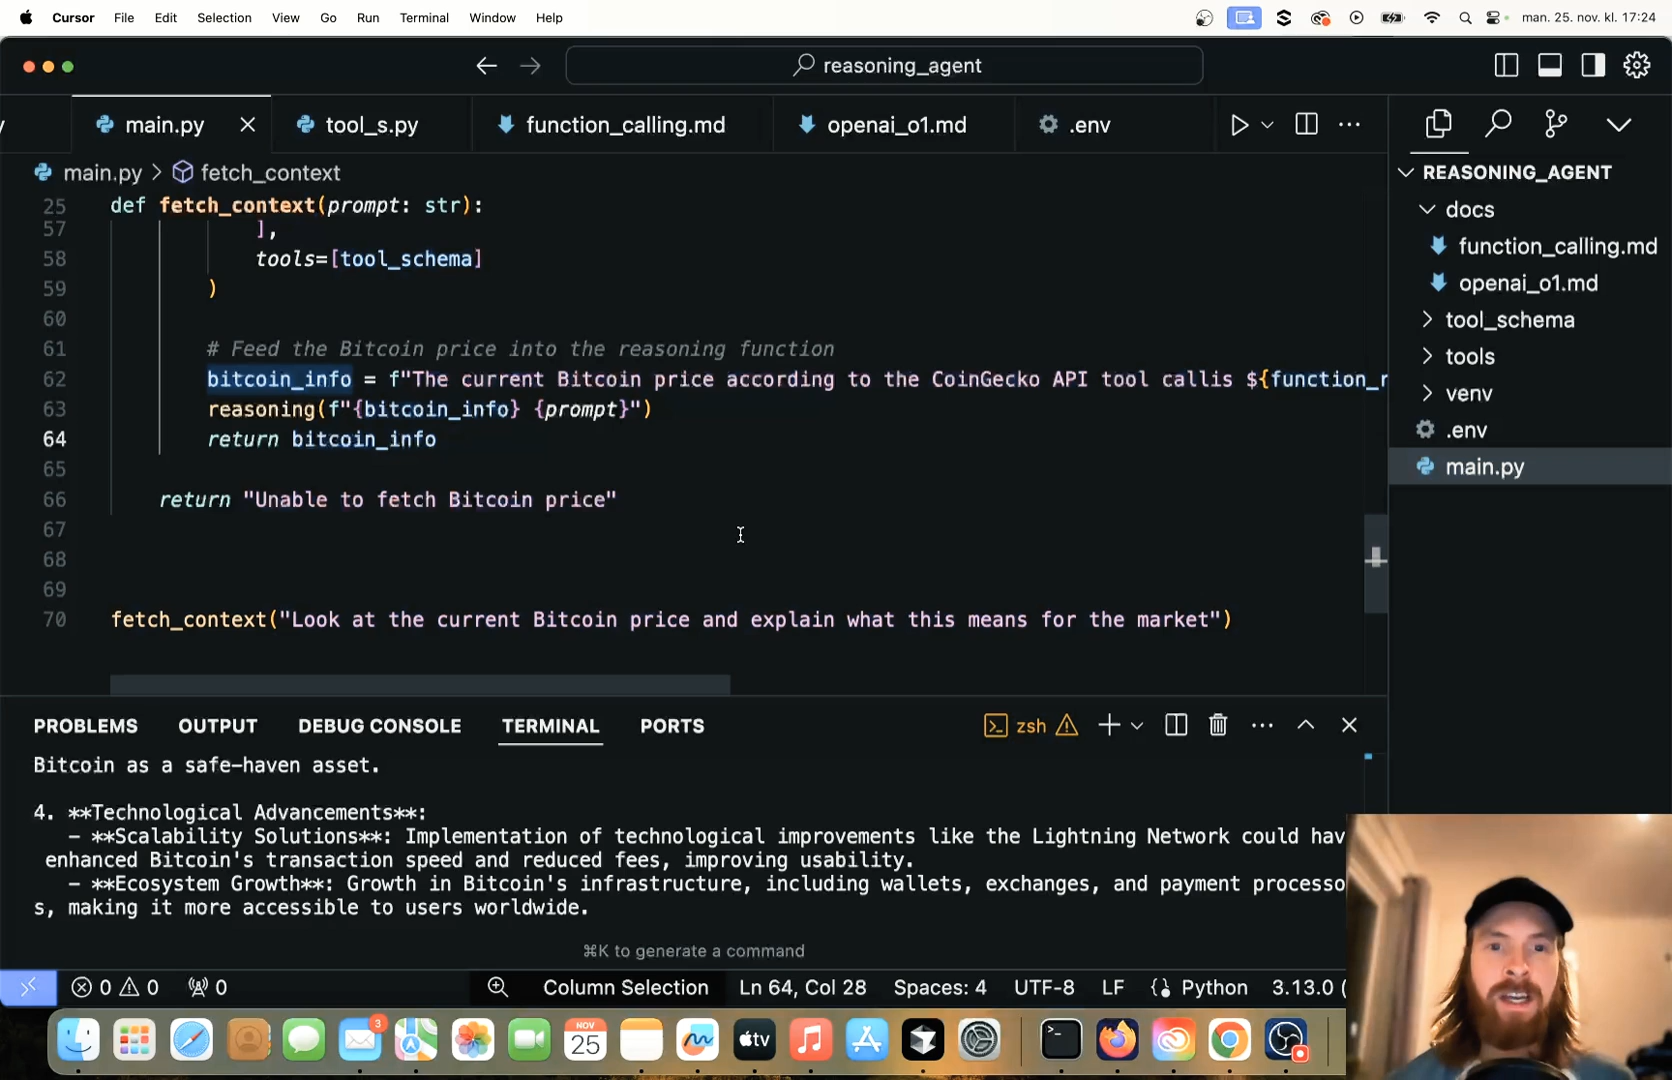 Cursor File Edit Selection View Go Run Terminal Window Help man. 25. nov. kl. 17:24
reasoning_agent
main.py tool_s.py function_calling.md openai_o1.md .env
main.py > fetch_context
25 def fetch_context(prompt: str):
57 ],
58 tools=[tool_schema]
59 )
60
61 # Feed the Bitcoin price into the reasoning function
62 bitcoin_info = f"The current Bitcoin price according to the CoinGecko API tool callis ${function_r
63 reasoning(f"{bitcoin_info} {prompt}")
64 return bitcoin_info
65
66 return "Unable to fetch Bitcoin price"
67
68
69
70 fetch_context("Look at the current Bitcoin price and explain what this means for the market")
REASONING_AGENT
docs
function_calling.md
openai_o1.md
tool_schema
tools
venv
.env
main.py
PROBLEMS OUTPUT DEBUG CONSOLE TERMINAL PORTS zsh
Bitcoin as a safe-haven asset.
4. **Technological Advancements**:
- **Scalability Solutions**: Implementation of technological improvements like the Lightning Network could hav
enhanced Bitcoin's transaction speed and reduced fees, improving usability.
- **Ecosystem Growth**: Growth in Bitcoin's infrastructure, including wallets, exchanges, and payment processo
s, making it more accessible to users worldwide.
⌘K to generate a command
0 0 0 Column Selection Ln 64, Col 28 Spaces: 4 UTF-8 LF Python 3.13.0 (
3
NOV
25
tv